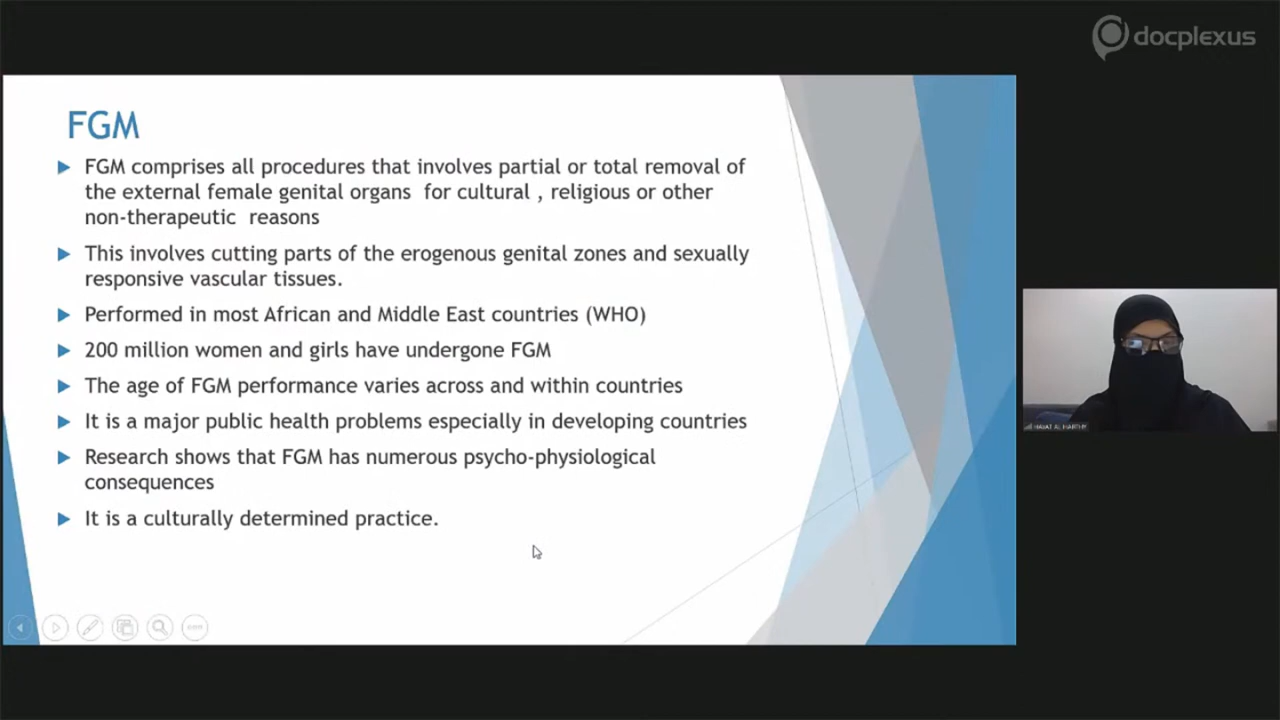 docplexus
FGM
FGM comprises all procedures that involves partial or total removal of
the external female genital organs for cultural , religious or other
non-therapeutic reasons
This involves cutting parts of the erogenous genital zones and sexually
responsive vascular tissues.
Performed in most African and Middle East countries (WHO)
200 million women and girls have undergone FGM
The age of FGM performance varies across and within countries
It is a major public health problems especially in developing countries
Research shows that FGM has numerous psycho-physiological
consequences
It is a culturally determined practice.
HAYAT AL HARTHY